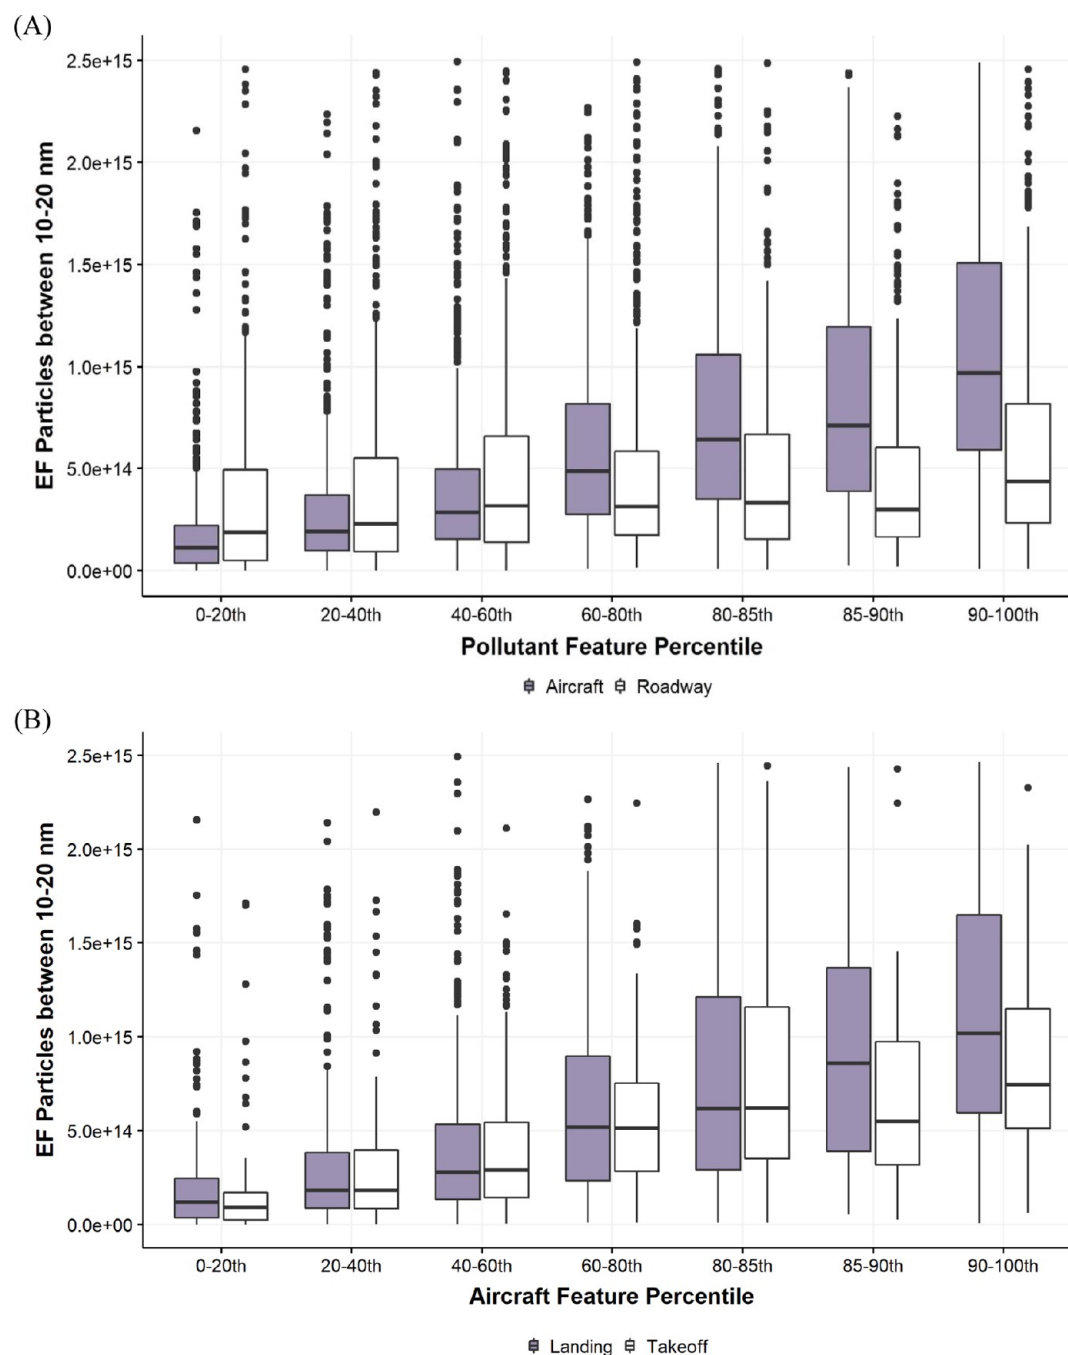 (A)
EF Particles between 10-20 nm
2.5e+15
2.0e+15
1.5e+15
1.0e+15
5.0e+14
0.0e+00
0-20th 20-40th 40-60th 60-80th 80-85th 85-90th 90-100th
Pollutant Feature Percentile
Aircraft Roadway
(B)
EF Particles between 10-20 nm
2.5e+15
2.0e+15
1.5e+15
1.0e+15
5.0e+14
0.0e+00
0-20th 20-40th 40-60th 60-80th 80-85th 85-90th 90-100th
Aircraft Feature Percentile
Landing Takeoff